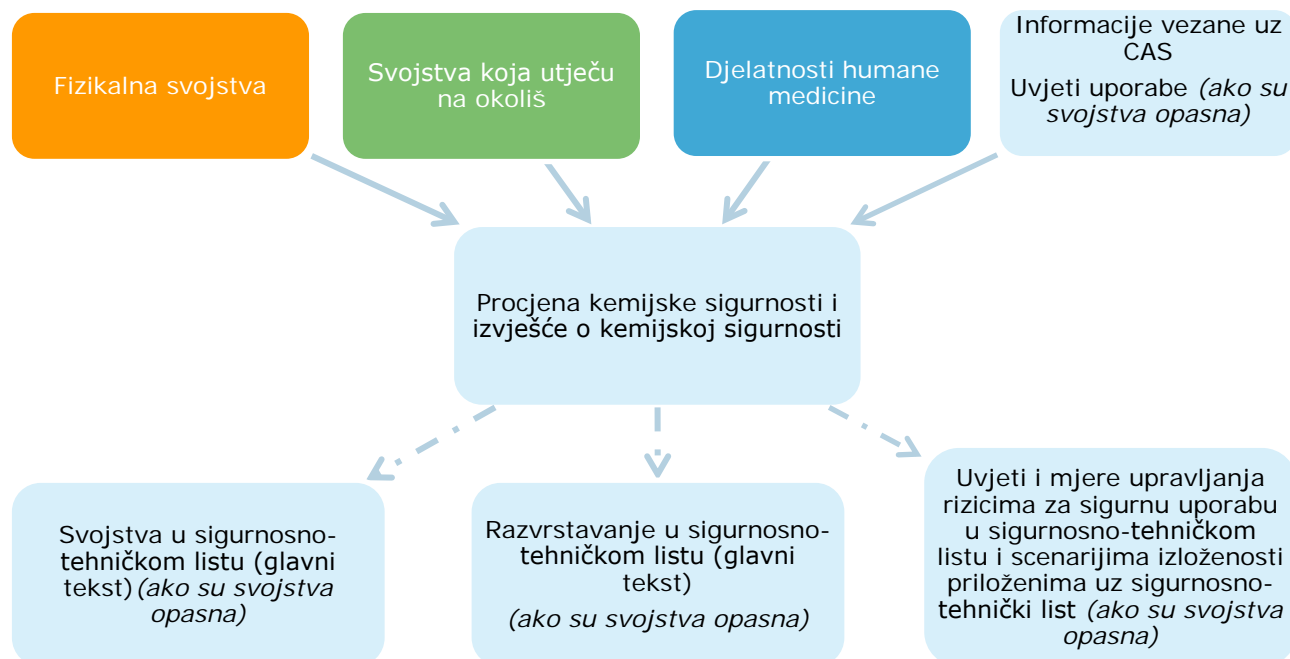 Fizikalna svojstva
Svojstva koja utječu
na okoliš
Djelatnosti humane
medicine
Informacije vezane uz
CAS
Uvjeti uporabe (ako su
svojstva opasna)
Procjena kemijske sigurnosti i
izvješće o kemijskoj sigurnosti
Svojstva u sigurnosno-
tehničkom listu (glavni
tekst) (ako su svojstva
opasna)
Razvrstavanje u sigurnosno-
tehničkom listu (glavni
tekst)
(ako su svojstva opasna)
Uvjeti i mjere upravljanja
rizicima za sigurnu uporabu
u sigurnosno-tehničkom
listu i scenarijima izloženosti
priloženima uz sigurnosno-
tehnički list (ako su svojstva
opasna)